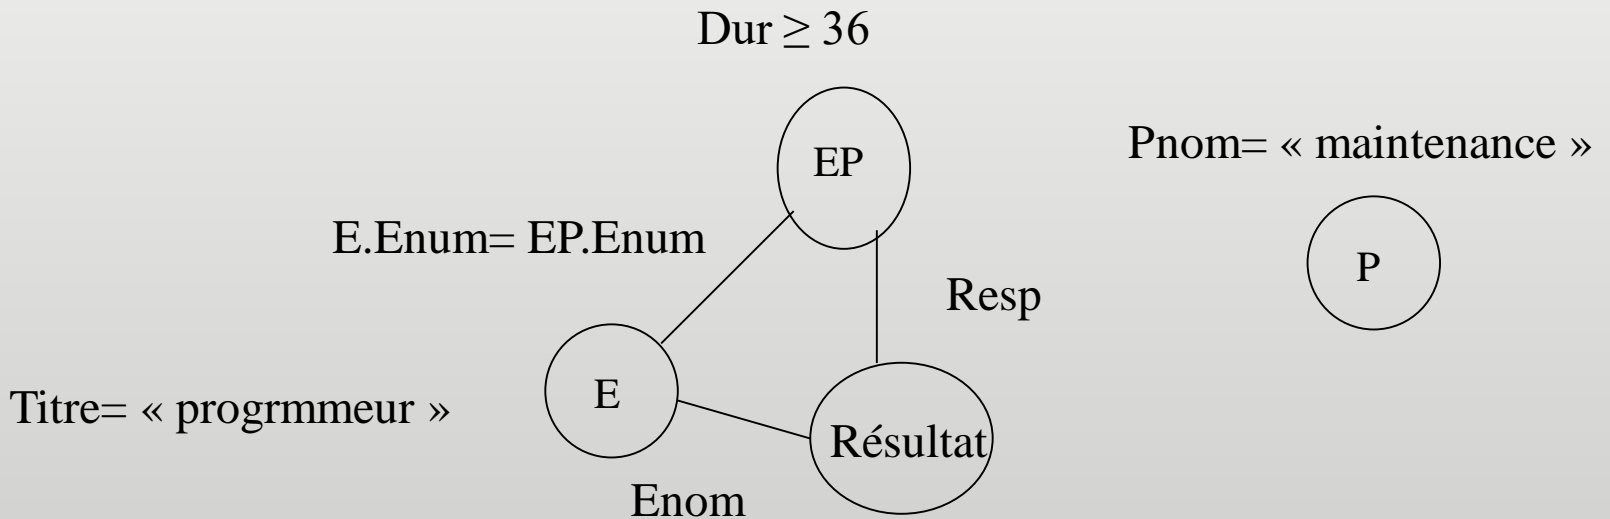 Dur ≥ 36
Pnom= « maintenance »
EP
E.Enum= EP.Enum
P
Resp
E
Titre= « progrmmeur »
Résultat
Enom